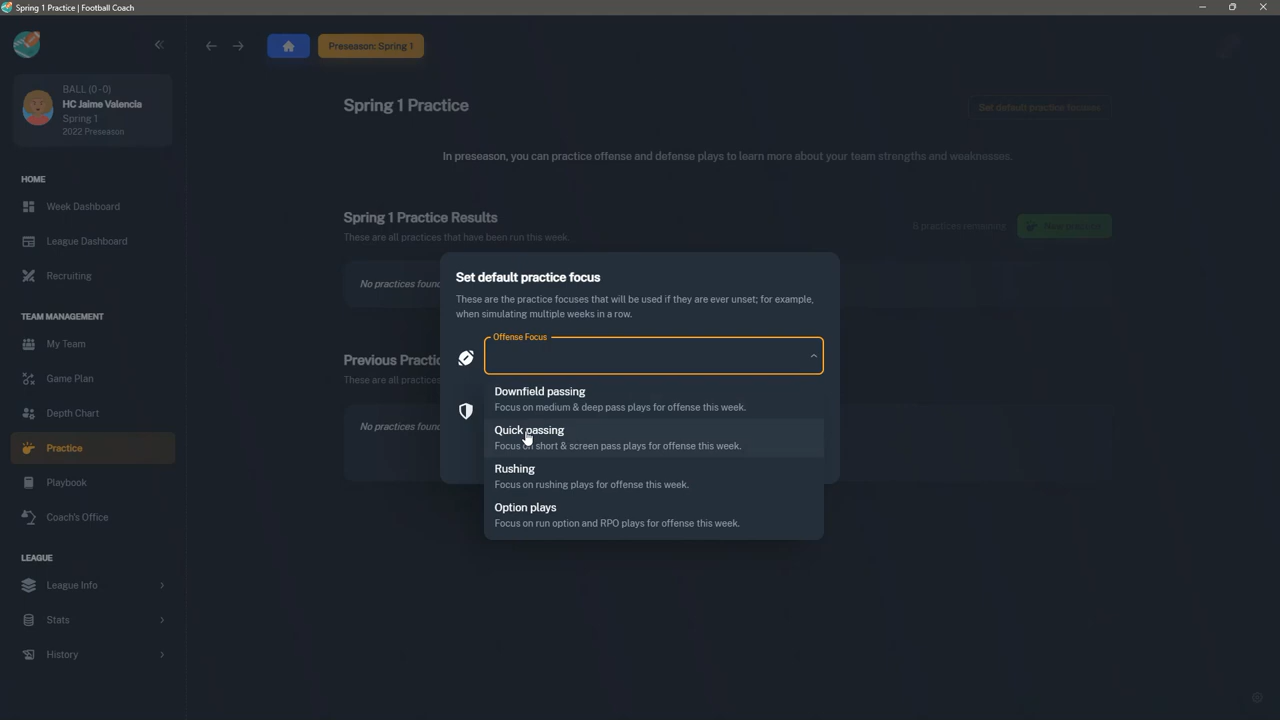 Spring 1 Practice | Football Coach
BALL (0-0)
HC Jaime Valencia
Spring 1
2022 Preseason
HOME
Week Dashboard
League Dashboard
Recruiting
TEAM MANAGEMENT
My Team
Game Plan
Depth Chart
Practice
Playbook
Coach's Office
LEAGUE
League Info
Stats
History
Preseason: Spring 1
Spring 1 Practice
Set default practice focuses
In preseason, you can practice offense and defense plays to learn more about your team strengths and weaknesses.
Spring 1 Practice Results
These are all practices that have been run this week.
6 practices remaining
New practice
No practices found
Previous Practic
These are all practices
No practices found
Set default practice focus
These are the practice focuses that will be used if they are ever unset; for example,
when simulating multiple weeks in a row.
Offense Focus
Downfield passing
Focus on medium & deep pass plays for offense this week.
Quick passing
Focus on short & screen pass plays for offense this week.
Rushing
Focus on rushing plays for offense this week.
Option plays
Focus on run option and RPO plays for offense this week.